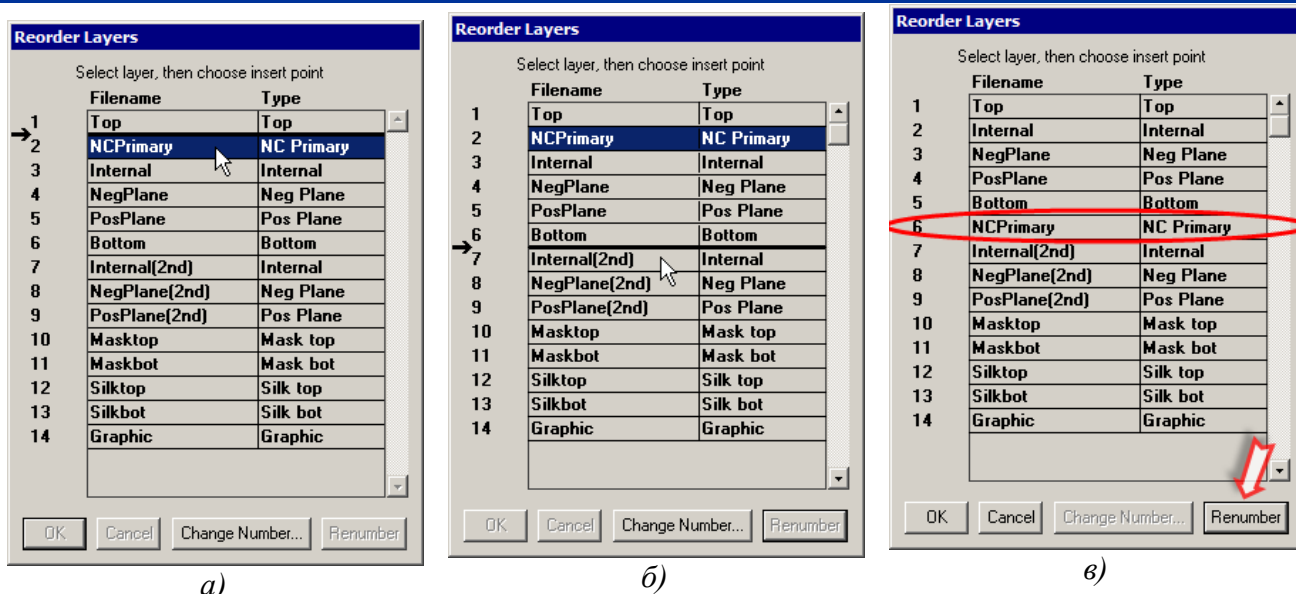 Reorder Layers
Select layer, then choose insert point
Filename Type
1 Top Top
2 NCPrimary NC Primary
3 Internal Internal
4 NegPlane Neg Plane
5 PosPlane Pos Plane
6 Bottom Bottom
7 Internal(2nd) Internal
8 NegPlane(2nd) Neg Plane
9 PosPlane(2nd) Pos Plane
10 Masktop Mask top
11 Maskbot Mask bot
12 Silktop Silk top
13 Silkbot Silk bot
14 Graphic Graphic
OK Cancel Change Number... Renumber
а)
Reorder Layers
Select layer, then choose insert point
Filename Type
1 Top Top
2 NCPrimary NC Primary
3 Internal Internal
4 NegPlane Neg Plane
5 PosPlane Pos Plane
6 Bottom Bottom
7 Internal(2nd) Internal
8 NegPlane(2nd) Neg Plane
9 PosPlane(2nd) Pos Plane
10 Masktop Mask top
11 Maskbot Mask bot
12 Silktop Silk top
13 Silkbot Silk bot
14 Graphic Graphic
OK Cancel Change Number... Renumber
б)
Reorder Layers
Select layer, then choose insert point
Filename Type
1 Top Top
2 Internal Internal
3 NegPlane Neg Plane
4 PosPlane Pos Plane
5 Bottom Bottom
6 NCPrimary NC Primary
7 Internal(2nd) Internal
8 NegPlane(2nd) Neg Plane
9 PosPlane(2nd) Pos Plane
10 Masktop Mask top
11 Maskbot Mask bot
12 Silktop Silk top
13 Silkbot Silk bot
14 Graphic Graphic
OK Cancel Change Number... Renumber
в)